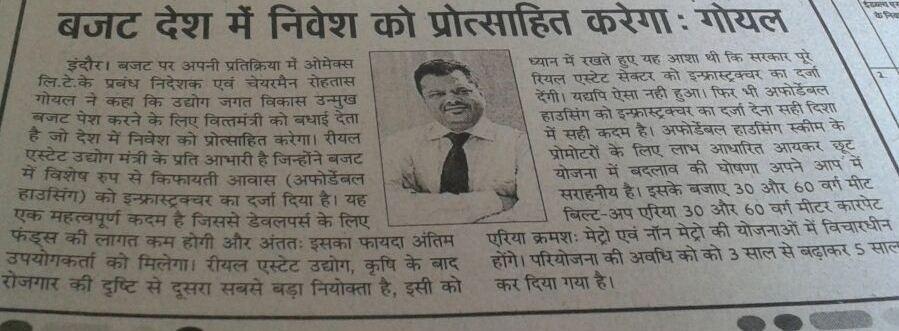 बजट देश में निवेश को प्रोत्साहित करेगा : गोयल
इंदौर। बजट पर अपनी प्रतिक्रिया में ओमेक्स
लि.टे.के प्रबंध निदेशक एवं चेयरमैन रोहतास
गोयल ने कहा कि उद्योग जगत विकास उन्मुख
बजट पेश करने के लिए वित्तमंत्री को बधाई देता
है जो देश में निवेश को प्रोत्साहित करेगा। रीयल
एस्टेट उद्योग मंत्री के प्रति आभारी है जिन्होंने बजट
में विशेष रुप से किफायती आवास (अफोर्डेबल
हाउसिंग) को इन्फ्रास्ट्रक्चर का दर्जा दिया है। यह
एक महत्वपूर्ण कदम है जिससे डेवलपर्स के लिए
फंड्स की लागत कम होगी और अंततः इसका फायदा अंतिम
उपयोगकर्ता को मिलेगा। रीयल एस्टेट उद्योग, कृषि के बाद
रोजगार की दृष्टि से दूसरा सबसे बड़ा नियोक्ता है, इसी को
ध्यान में रखते हुए यह आशा थी कि सरकार पूरे
रियल एस्टेट सेक्टर को इन्फ्रास्ट्रक्चर का दर्जा
देंगी। यद्यपि ऐसा नही हुआ। फिर भी अफोर्डेबल
हाउसिंग को इन्फ्रास्ट्रक्चर का दर्जा देना सही दिशा
में सही कदम है। अफोर्डेबल हाउसिंग स्कीम के
प्रोमोटरों के लिए लाभ आधारित आयकर छूट
योजना में बदलाव की घोषणा अपने आप में
सराहनीय है। इसके बजाए 30 और 60 वर्ग मीट
बिल्ट-अप एरिया 30 और 60 वर्ग मीटर कारपेट
एरिया क्रमशः मेट्रो एवं नॉन मेट्रो की योजनाओं में विचारधीन
होंगे। परियोजना की अवधि को को 3 साल से बढ़ाकर 5 साल
कर दिया गया है।